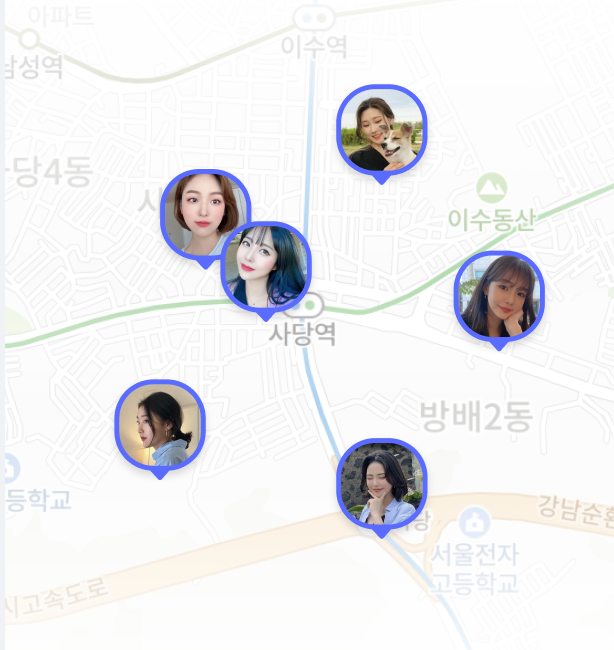 아파트
이수역
남성역
당4동
사
이수동산
사당역
방배2동
등학교
강남순환
서울전자
고등학교
시고속도로